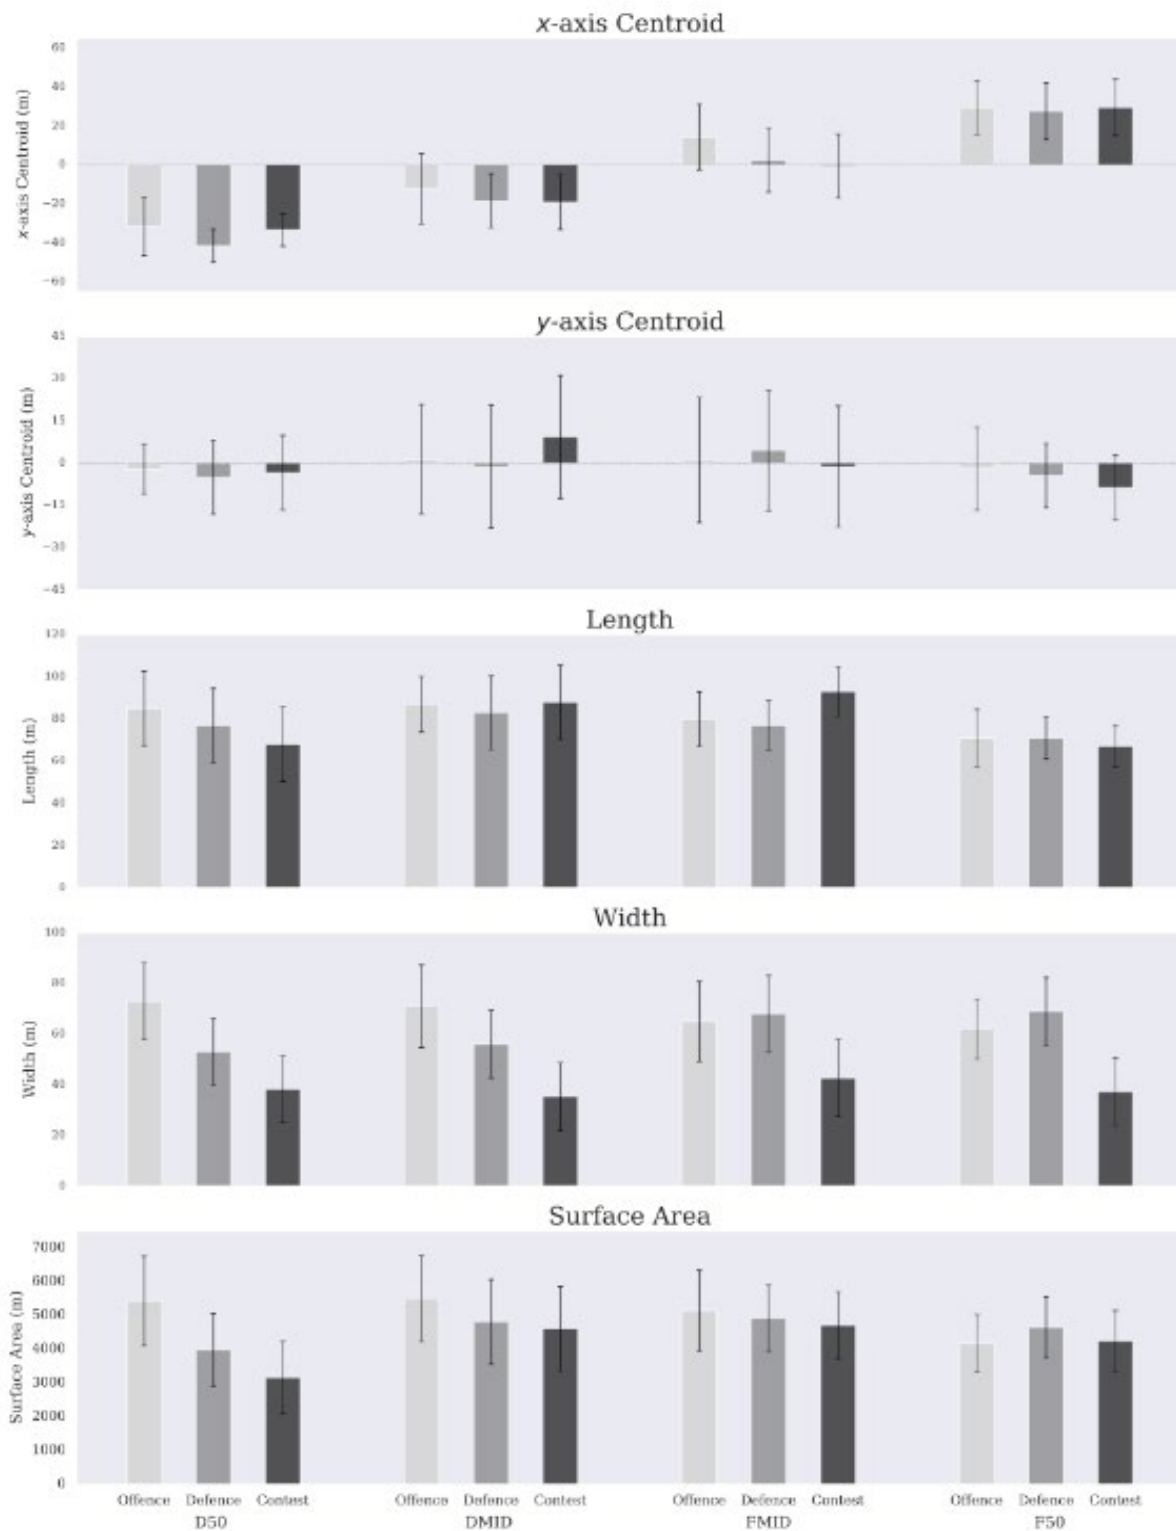 x-axis Centroid
x-axis Centroid (m)
60
40
20
0
−20
−40
−60
y-axis Centroid
y-axis Centroid (m)
45
30
15
0
−15
−30
−45
Length
Length (m)
120
100
80
60
40
20
0
Width
Width (m)
100
80
60
40
20
0
Surface Area
Surface Area (m)
7000
6000
5000
4000
3000
2000
1000
0
Offence Defence Contest Offence Defence Contest Offence Defence Contest Offence Defence Contest
D50 DMID FMID F50